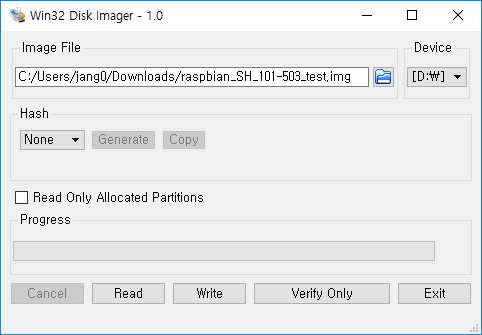 Win32 Disk Imager - 1.0
Image File
Device
C:/Users/jang0/Downloads/raspbian_SH_101-503_test.img
[D:₩]
Hash
None
Generate
Copy
Read Only Allocated Partitions
Progress
Cancel
Read
Write
Verify Only
Exit